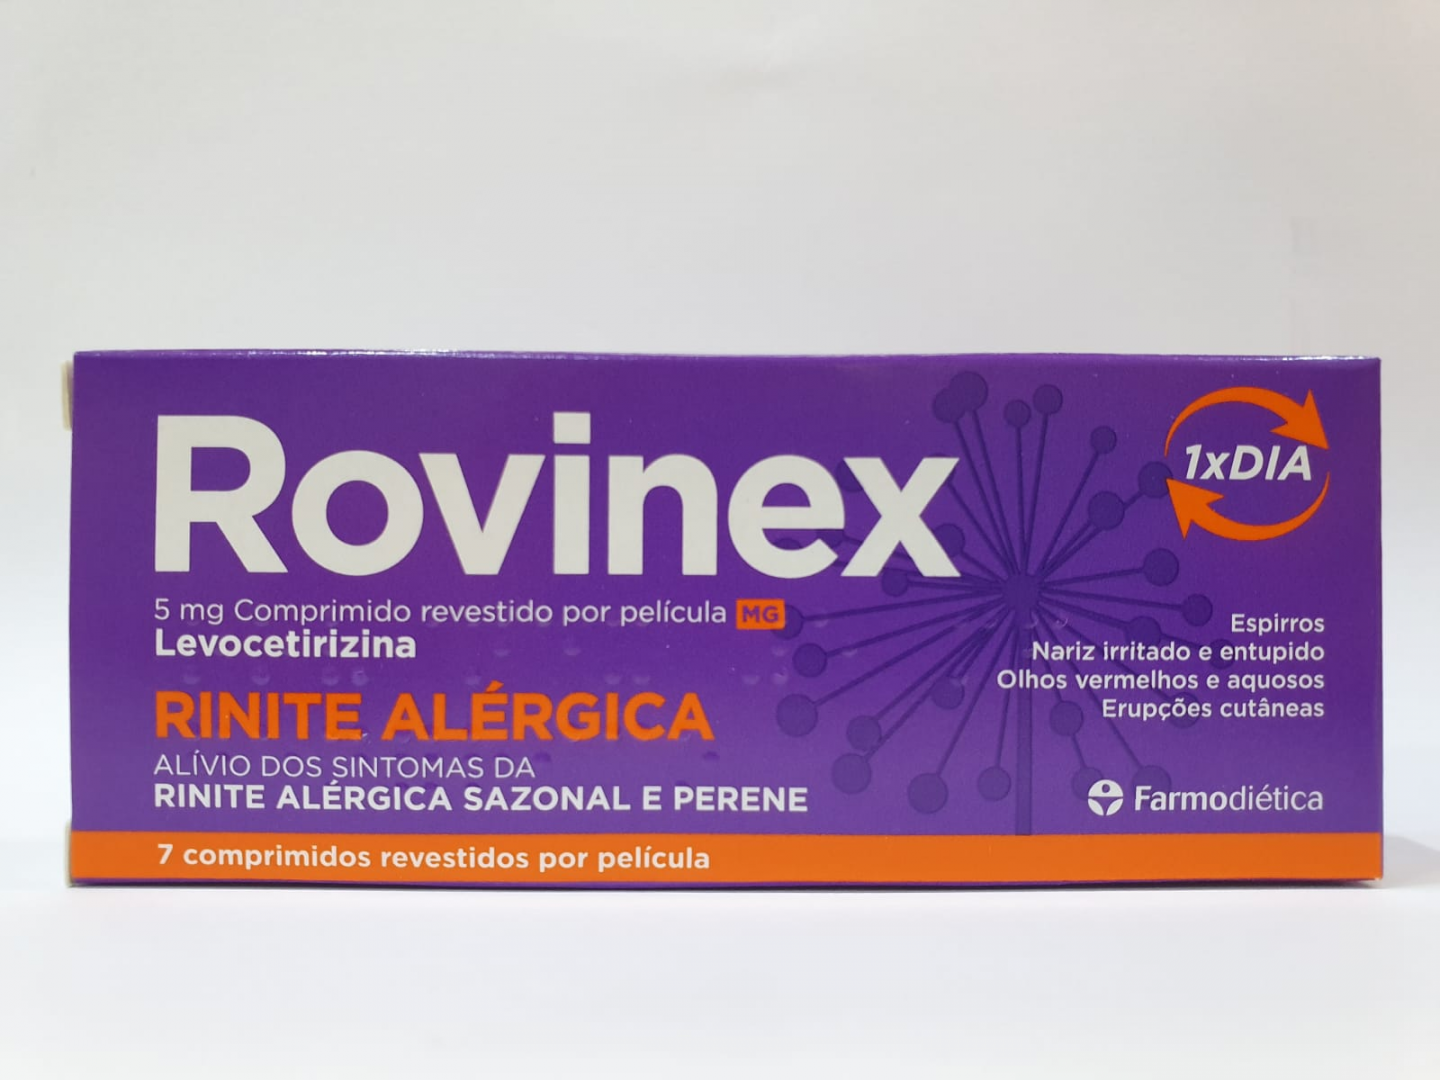 Rovinex
1xDIA
5 mg Comprimido revestido por película MG
Levocetirizina
RINITE ALÉRGICA
ALÍVIO DOS SINTOMAS DA
RINITE ALÉRGICA SAZONAL E PERENE
Espirros
Nariz irritado e entupido
Olhos vermelhos e aquosos
Erupções cutâneas
Farmodiética
7 comprimidos revestidos por película